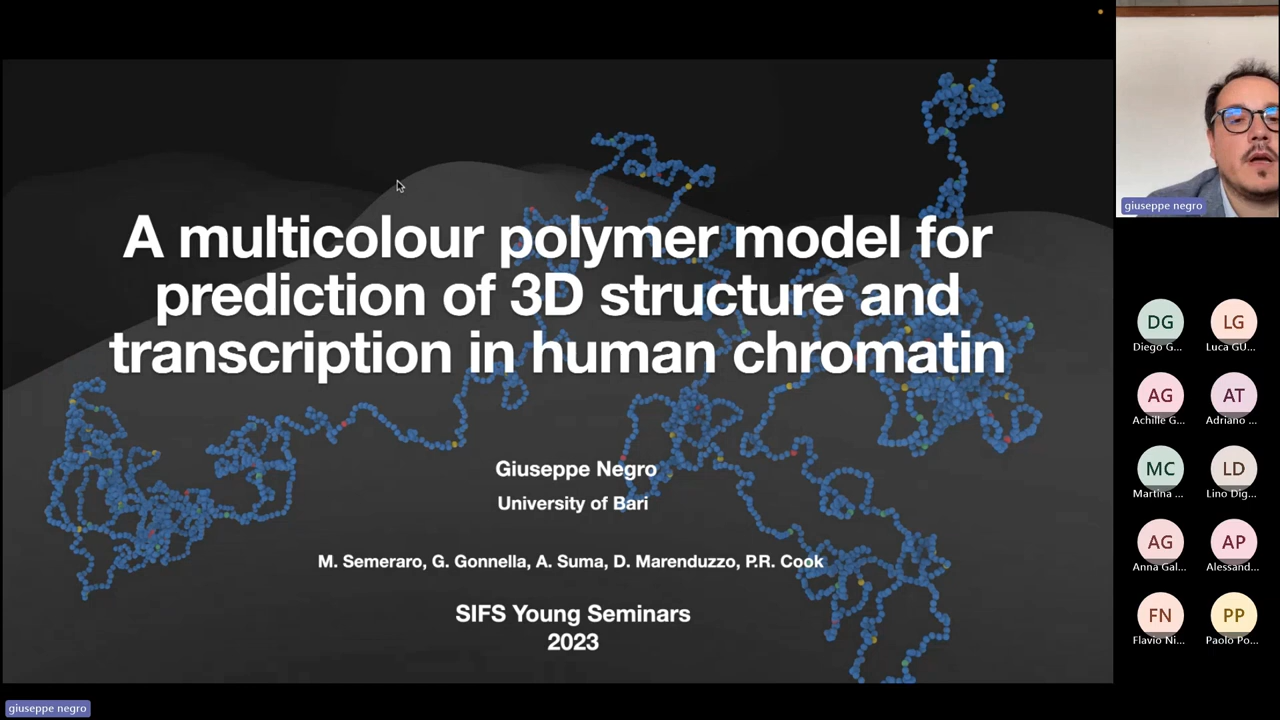 A multicolour polymer model for
prediction of 3D structure and
transcription in human chromatin
Giuseppe Negro
University of Bari
M. Semeraro, G. Gonnella, A. Suma, D. Marenduzzo, P.R. Cook
SIFS Young Seminars
2023
giuseppe negro
giuseppe negro
DG
LG
Diego G...
Luca GU...
AG
AT
Achille G...
Adriano ...
MC
LD
Martina ...
Lino Dig...
AG
AP
Anna Gal...
Alessand...
FN
PP
Flavio Ni...
Paolo Po...